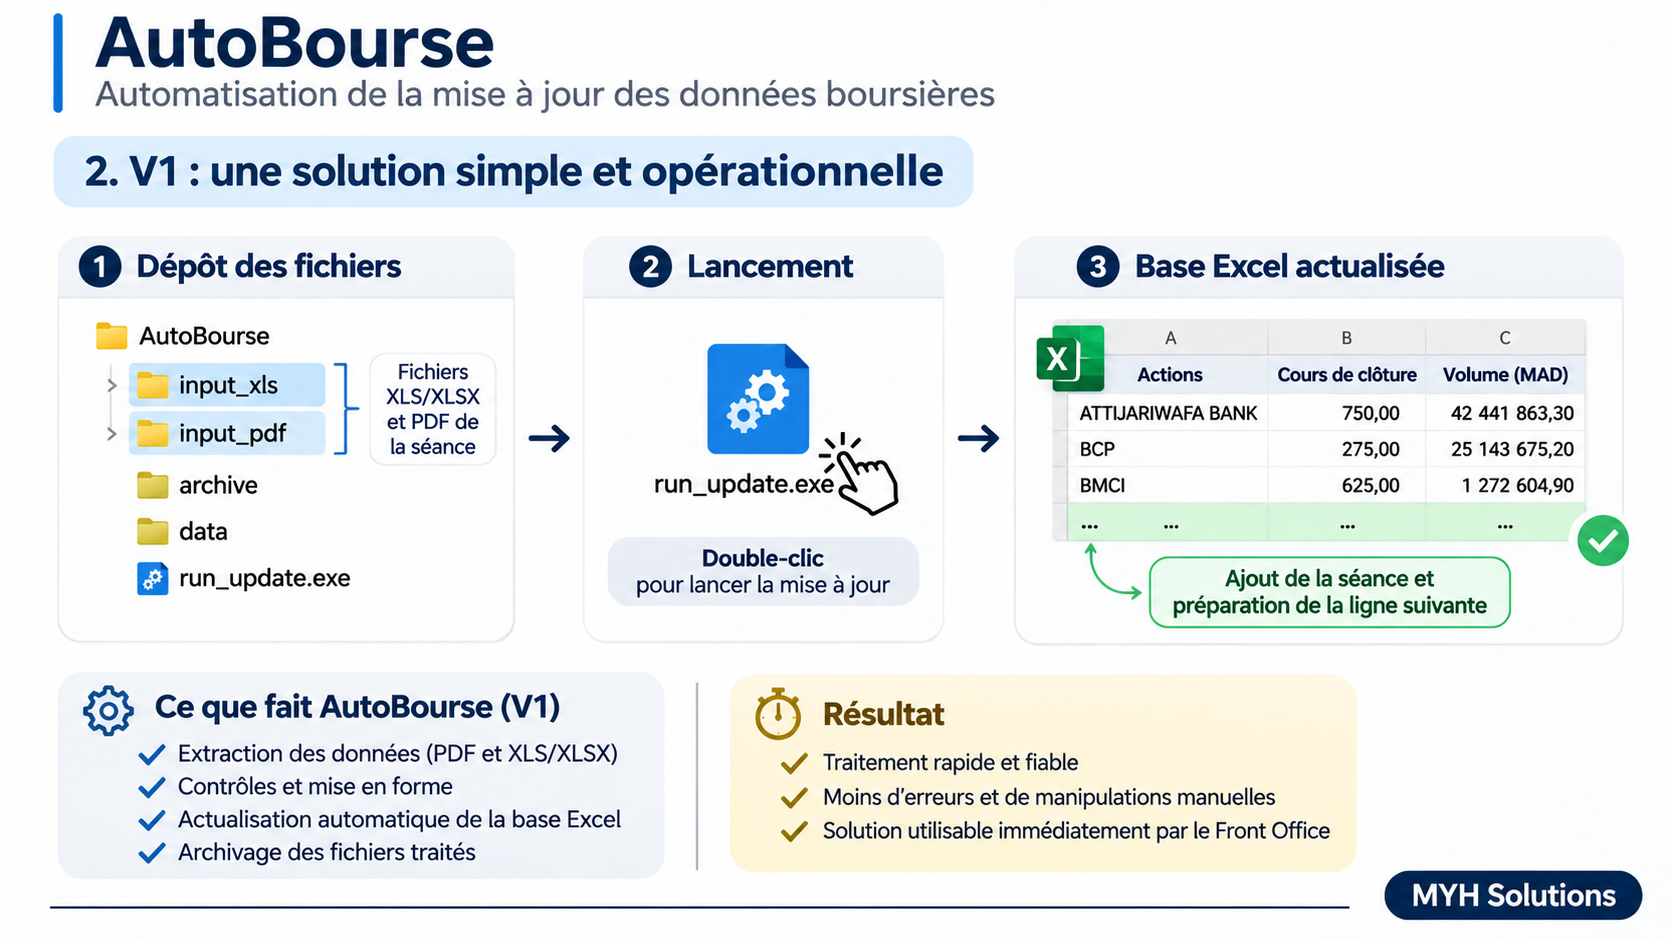 AutoBourse
Automatisation de la mise à jour des données boursières
2. V1 : une solution simple et opérationnelle
1 Dépôt des fichiers
AutoBourse
input_xls
input_pdf
archive
data
run_update.exe
Fichiers
XLS/XLSX
et PDF de
la séance
2 Lancement
run_update.exe
Double-clic
pour lancer la mise à jour
3 Base Excel actualisée
X
A B C
Actions Cours de clôture Volume (MAD)
ATTIJARIWAFA BANK 750,00 42 441 863,30
BCP 275,00 25 143 675,20
BMCI 625,00 1 272 604,90
... ... ... ...
Ajout de la séance et
préparation de la ligne suivante
Ce que fait AutoBourse (V1)
Extraction des données (PDF et XLS/XLSX)
Contrôles et mise en forme
Actualisation automatique de la base Excel
Archivage des fichiers traités
Résultat
Traitement rapide et fiable
Moins d’erreurs et de manipulations manuelles
Solution utilisable immédiatement par le Front Office
MYH Solutions